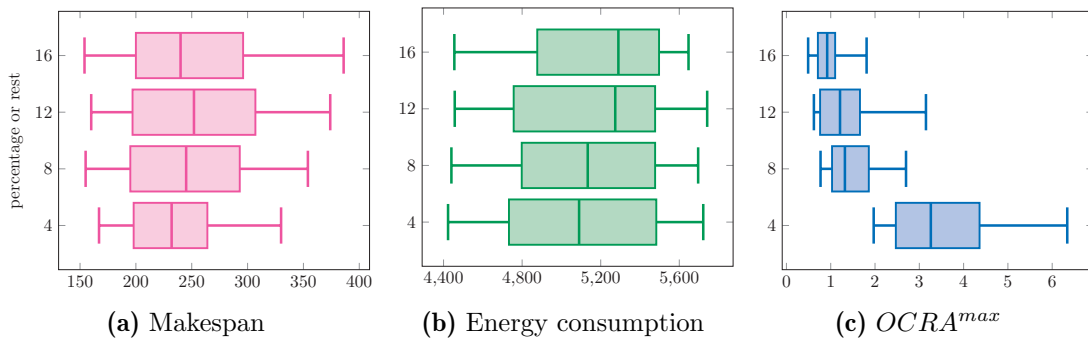 percentage or rest
16
12
8
4
150 200 250 300 350 400
(a) Makespan
16
12
8
4
4,400 4,800 5,200 5,600
(b) Energy consumption
16
12
8
4
0 1 2 3 4 5 6
(c) OCRA^{max}